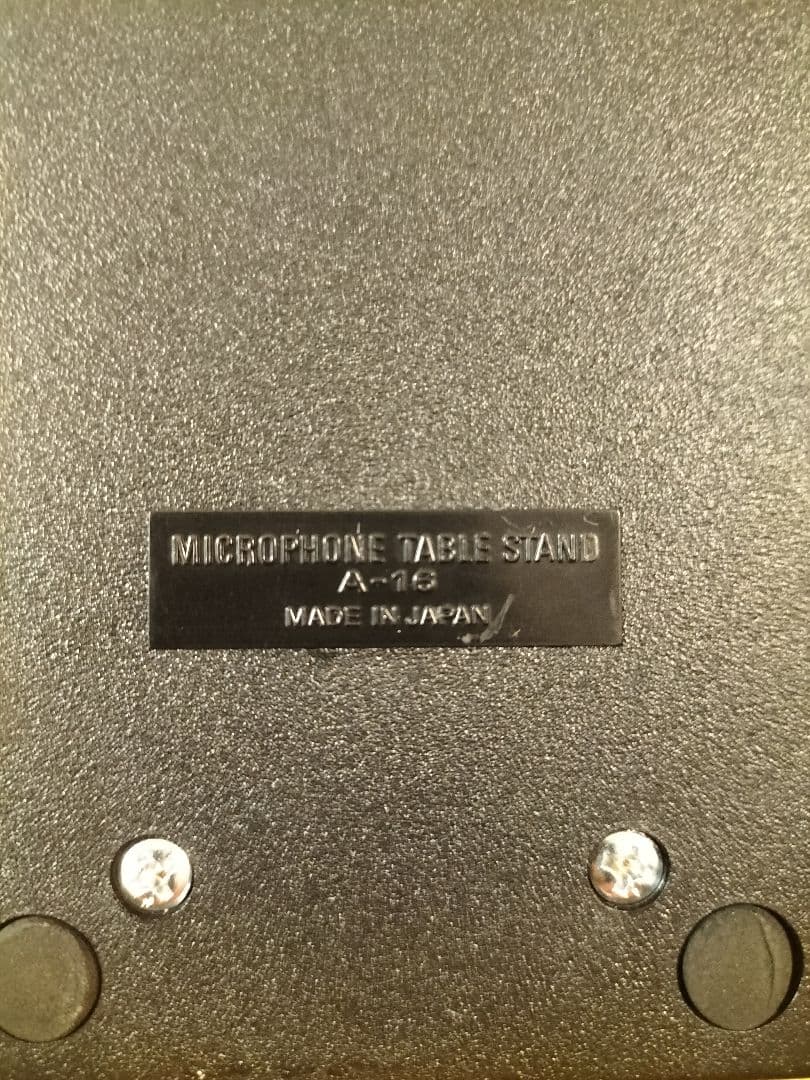 MICROPHONE TABLE STAND
A-16
MADE IN JAPAN